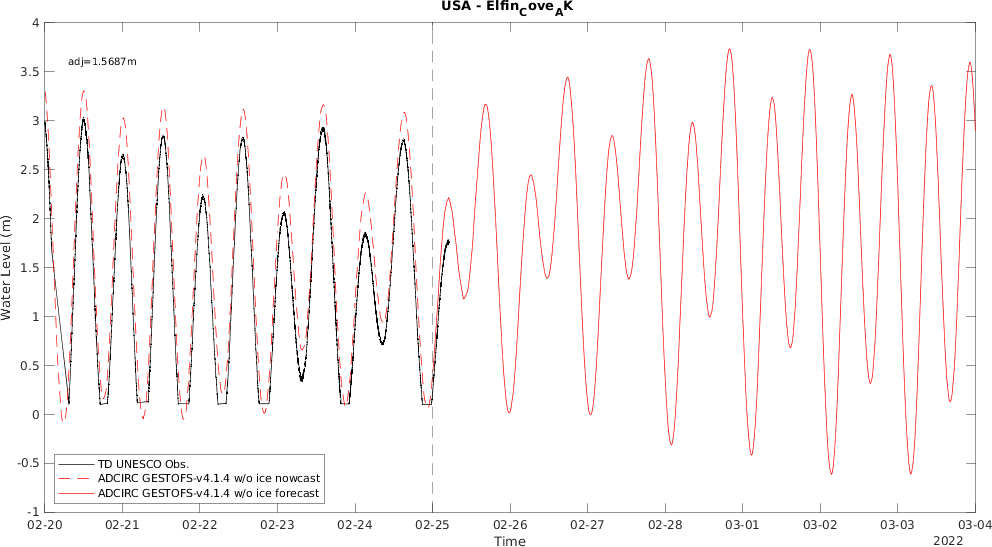 USA - Elfin_Cove_AK
adj=1.5687m
4
3.5
3
2.5
2
1.5
1
0.5
0
-0.5
-1
Water Level (m)
TD UNESCO Obs.
ADCIRC GESTOFS-v4.1.4 w/o ice nowcast
ADCIRC GESTOFS-v4.1.4 w/o ice forecast
02-20 02-21 02-22 02-23 02-24 02-25 02-26 02-27 02-28 03-01 03-02 03-03 03-04
Time
2022